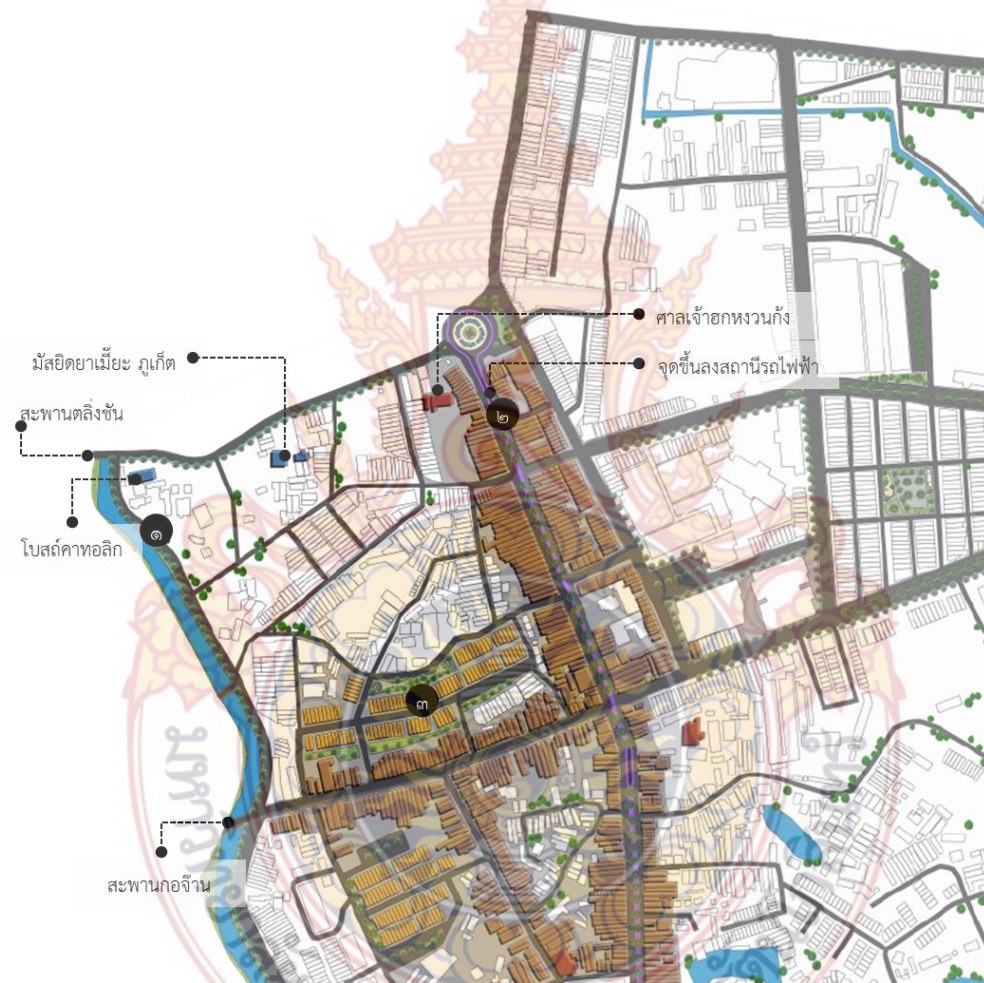 ศาลเจ้าฮกหงวนกัง
มัสยิดยาเมี๊ยะ ภูเก็ต
จุดขึ้นลงสถานีรถไฟฟ้า
สะพานตลิ่งชัน
๒
๑
โบสถ์คาทอลิก
๓
สะพานกอจ๊าน